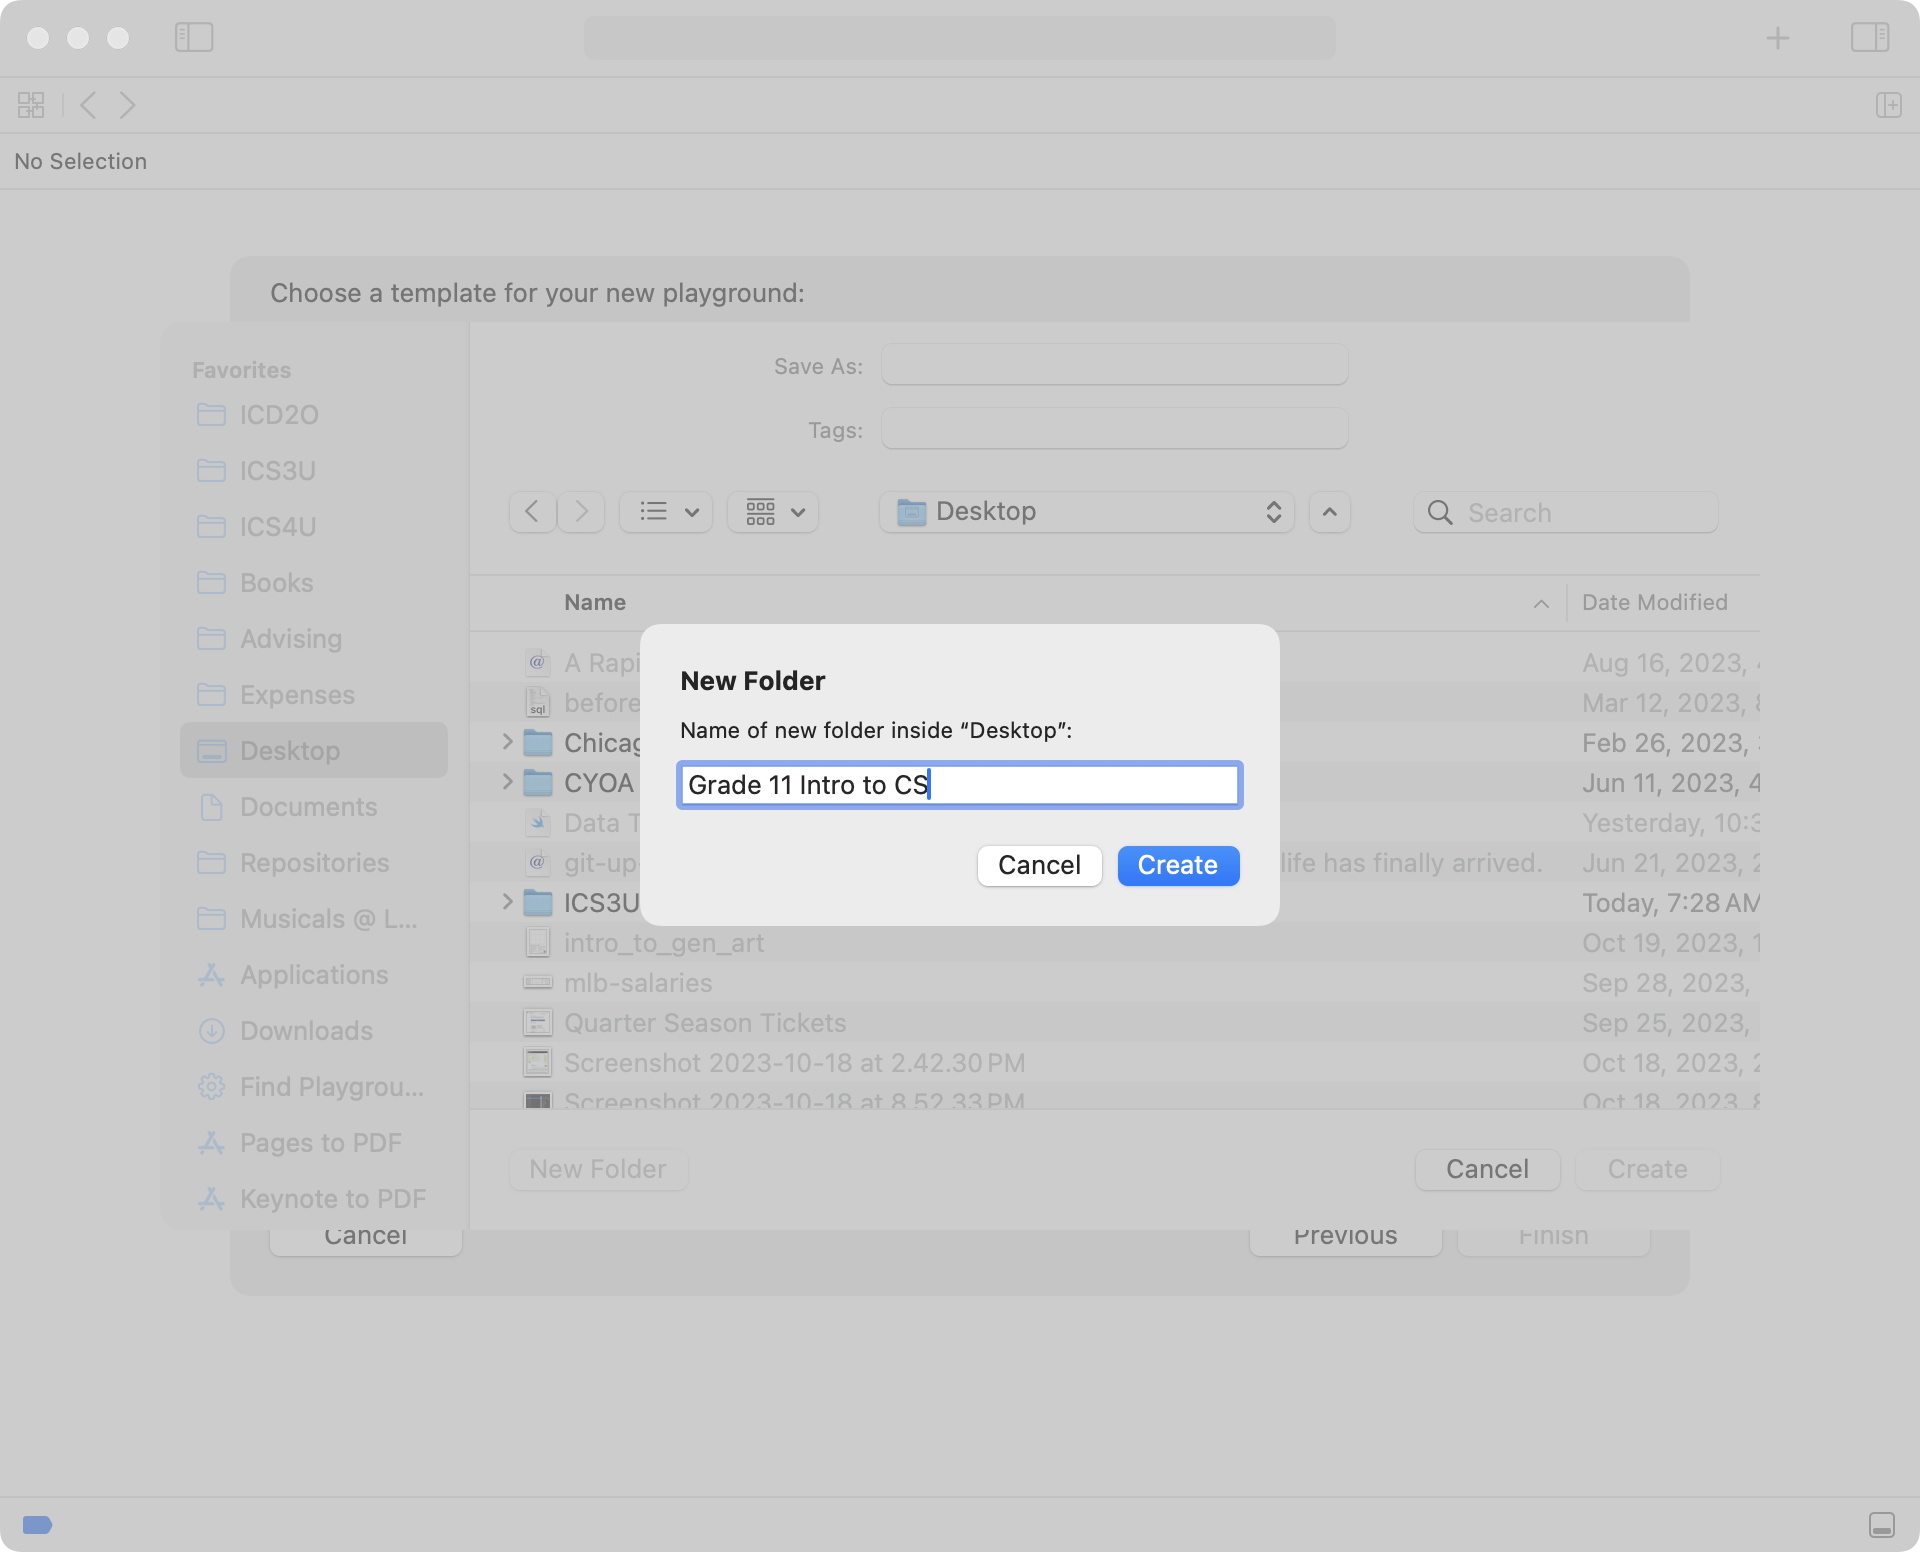 No Selection
Choose a template for your new playground:
Favorites
ICD2O
ICS3U
ICS4U
Books
Advising
Expenses
Desktop
Documents
Repositories
Musicals @ L...
Applications
Downloads
Find Playgrou...
Pages to PDF
Keynote to PDF
Save As:
Tags:
Desktop
Search
Name Date Modified
A Rapi Aug 16, 2023,
before Mar 12, 2023,
Chicag Feb 26, 2023,
CYOA Jun 11, 2023, 4
Data T Yesterday, 10:3
git-up- life has finally arrived. Jun 21, 2023, 2
ICS3U Today, 7:28 AM
intro_to_gen_art Oct 19, 2023, 1
mlb-salaries Sep 28, 2023,
Quarter Season Tickets Sep 25, 2023,
Screenshot 2023-10-18 at 2.42.30 PM Oct 18, 2023, 2
Screenshot 2023-10-18 at 8.52.33 PM Oct 18, 2023, 8
New Folder
Name of new folder inside “Desktop”:
Grade 11 Intro to CS
Cancel Create
New Folder Cancel Create
Cancel Previous Finish